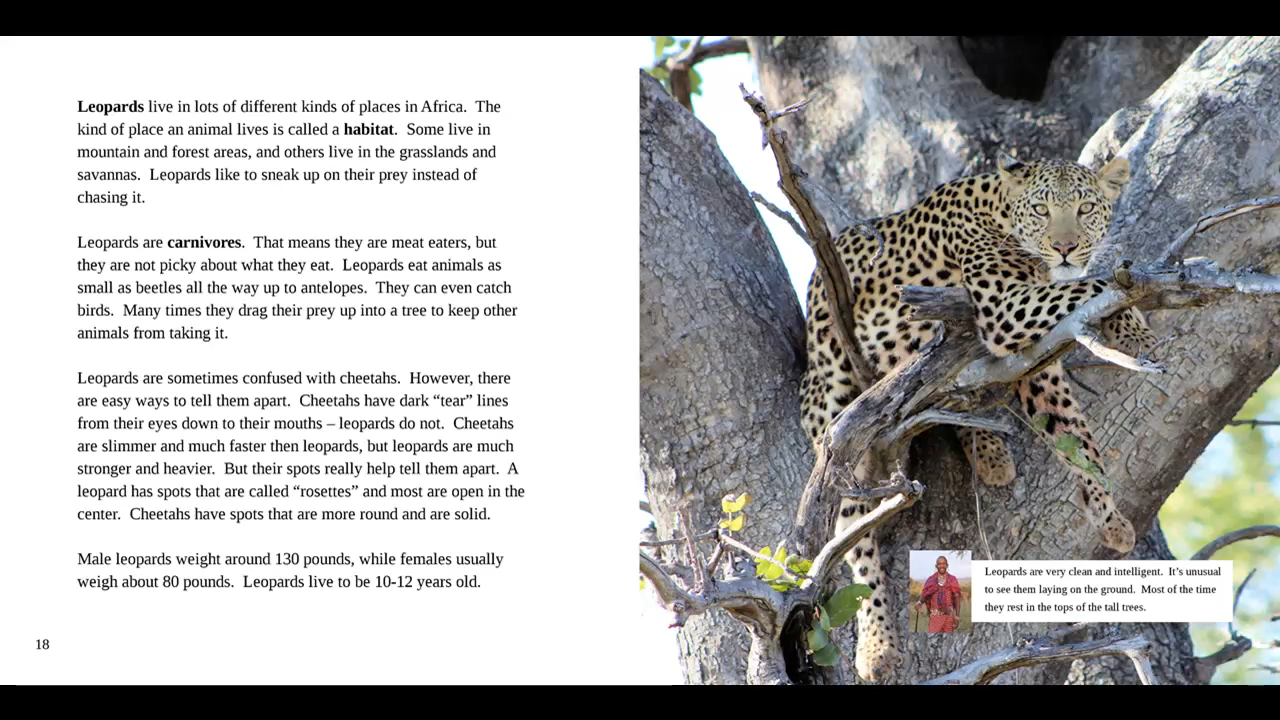 Leopards live in lots of different kinds of places in Africa.  The
kind of place an animal lives is called a habitat.  Some live in
mountain and forest areas, and others live in the grasslands and
savannas.  Leopards like to sneak up on their prey instead of
chasing it.
Leopards are carnivores.  That means they are meat eaters, but
they are not picky about what they eat.  Leopards eat animals as
small as beetles all the way up to antelopes.  They can even catch
birds.  Many times they drag their prey up into a tree to keep other
animals from taking it.
Leopards are sometimes confused with cheetahs.  However, there
are easy ways to tell them apart.  Cheetahs have dark “tear” lines
from their eyes down to their mouths – leopards do not.  Cheetahs
are slimmer and much faster then leopards, but leopards are much
stronger and heavier.  But their spots really help tell them apart.  A
leopard has spots that are called “rosettes” and most are open in the
center.  Cheetahs have spots that are more round and are solid.
Male leopards weight around 130 pounds, while females usually
weigh about 80 pounds.  Leopards live to be 10-12 years old.
18
Leopards are very clean and intelligent.  It’s unusual
to see them laying on the ground.  Most of the time
they rest in the tops of the tall trees.